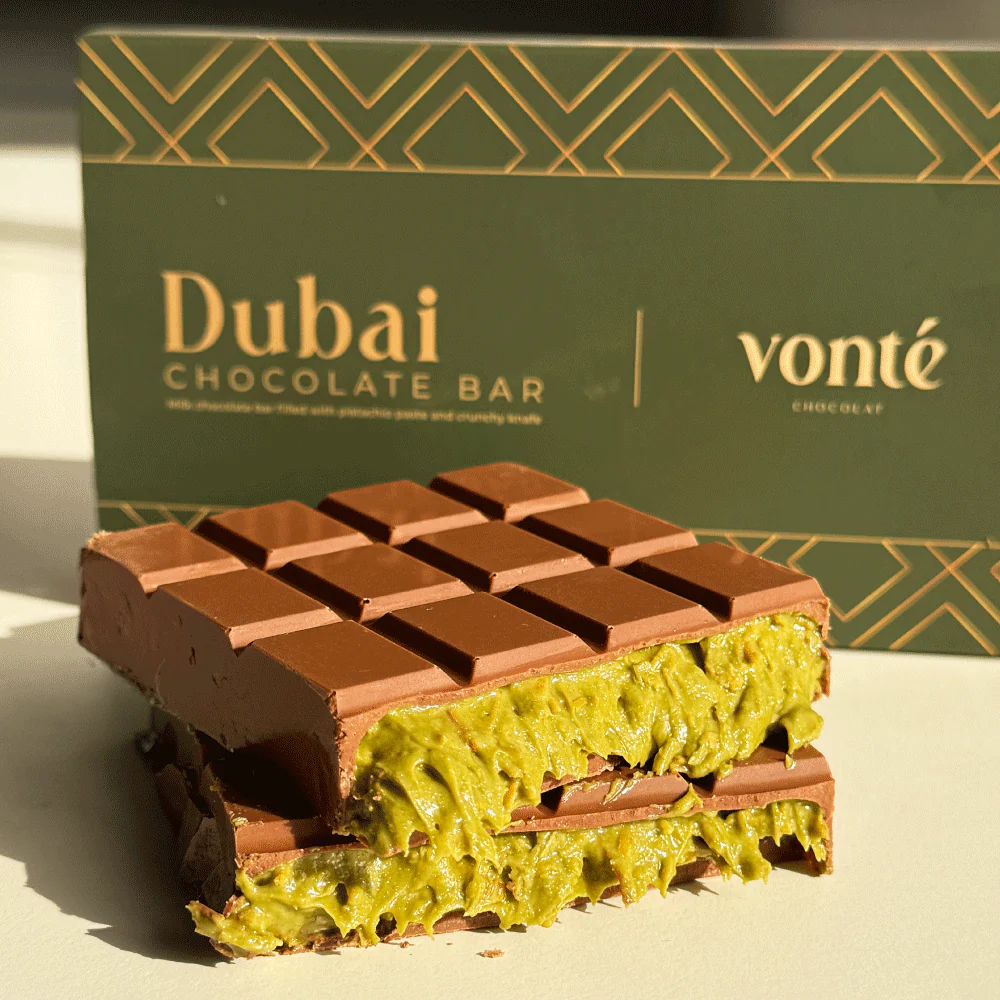 Dubai
CHOCOLATE BAR
Milk chocolate bar filled with pistachio paste and crunchy knafe
vonté
CHOCOLAT